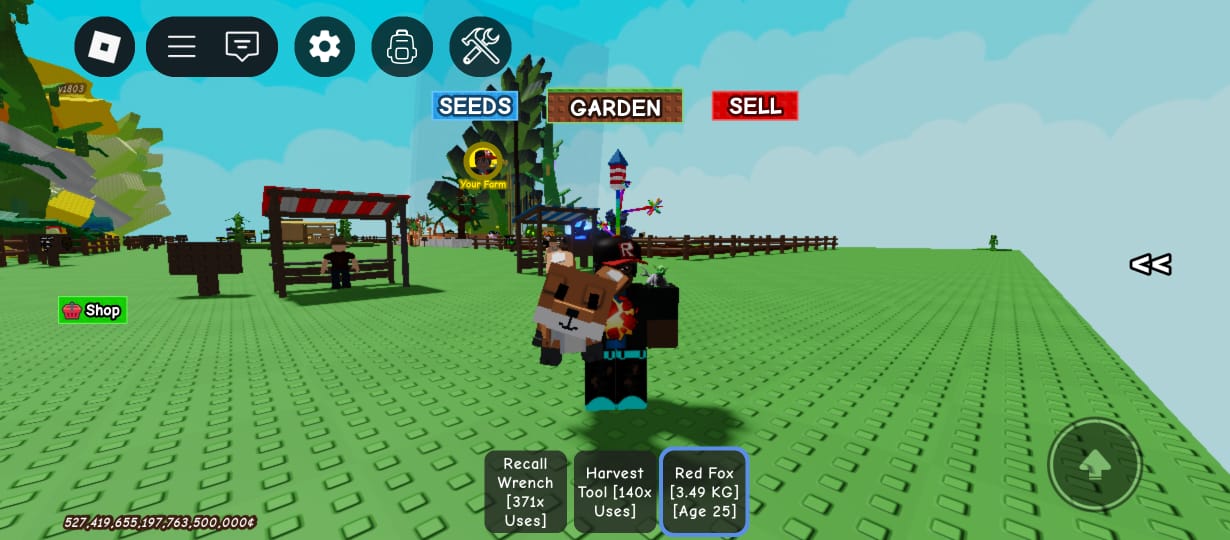 y1803
SEEDS
GARDEN
SELL
Your Farm
R
<<
Shop
Recall
Wrench
[371x
Uses]
Harvest
Tool [140x
Uses]
Red Fox
[3.49 KG]
[Age 25]
527,419,655,197,763,500,000¢